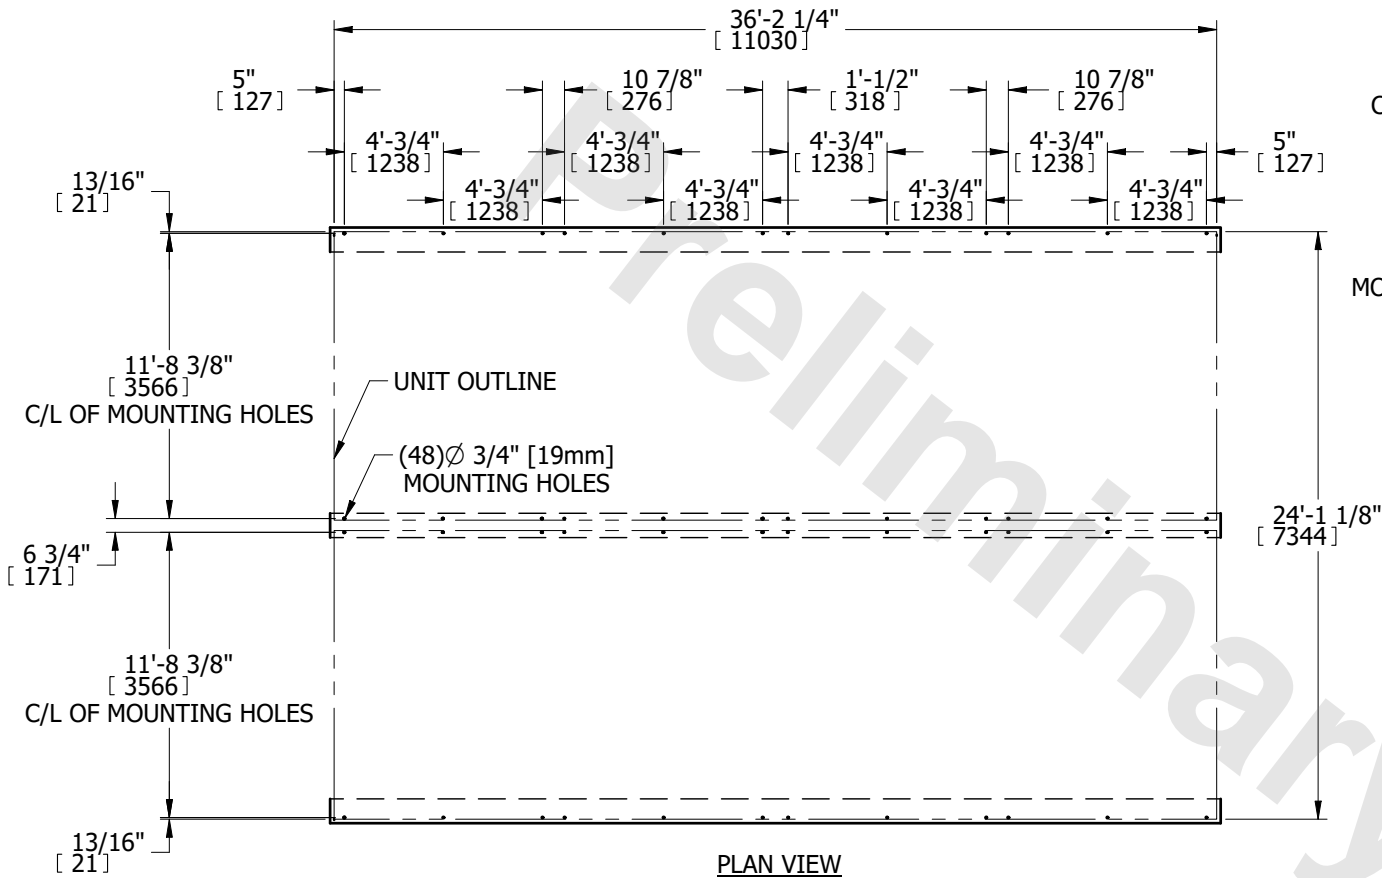 36'-2 1/4"
[ 11030 ]
5"
[ 127 ]
10 7/8"
[ 276 ]
1'-1/2"
[ 318 ]
10 7/8"
[ 276 ]
C
4'-3/4"
[ 1238 ]
4'-3/4"
[ 1238 ]
4'-3/4"
[ 1238 ]
4'-3/4"
[ 1238 ]
5"
[ 127 ]
13/16"
[ 21 ]
4'-3/4"
[ 1238 ]
4'-3/4"
[ 1238 ]
4'-3/4"
[ 1238 ]
4'-3/4"
[ 1238 ]
MO
11'-8 3/8"
[ 3566 ]
C/L OF MOUNTING HOLES
UNIT OUTLINE
(48)∅ 3/4" [19mm]
MOUNTING HOLES
24'-1 1/8"
[ 7344 ]
6 3/4"
[ 171 ]
11'-8 3/8"
[ 3566 ]
C/L OF MOUNTING HOLES
13/16"
[ 21 ]
PLAN VIEW
Preliminary